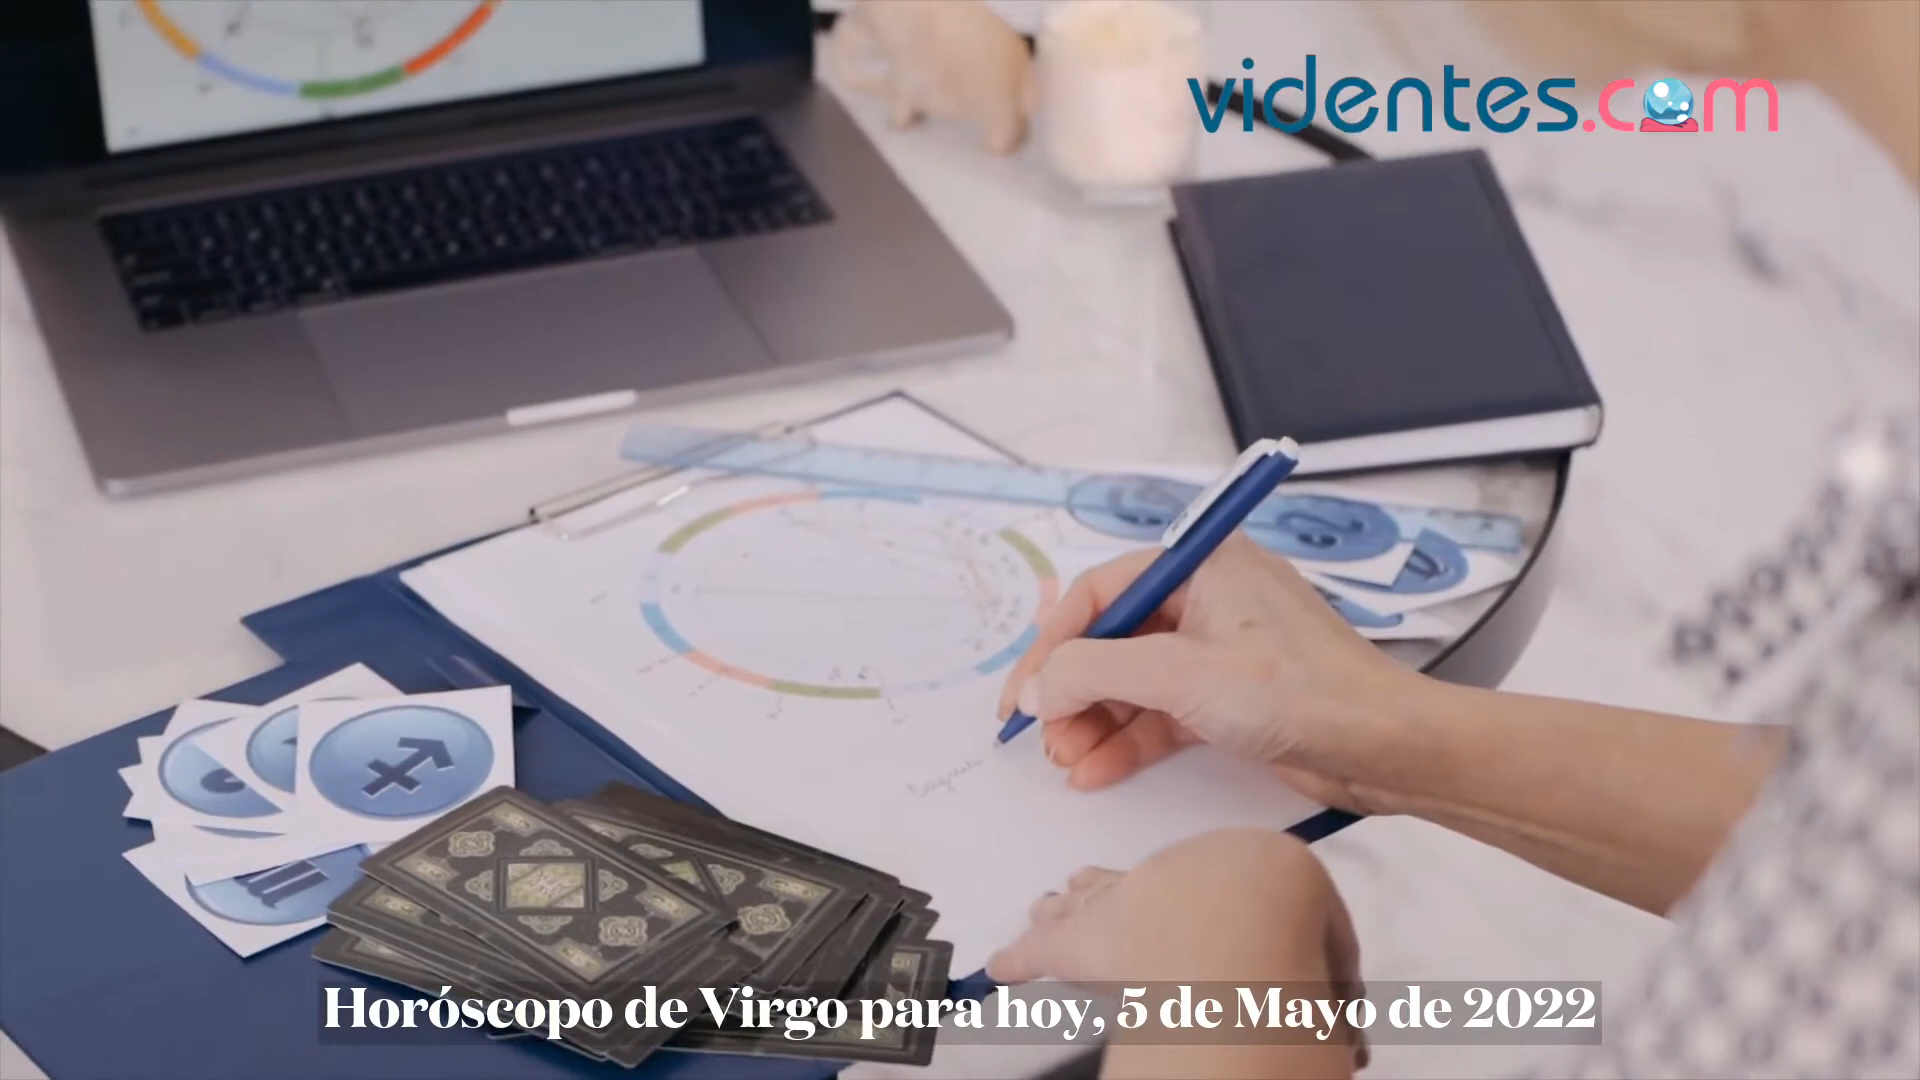 videntes.com
Horóscopo de Virgo para hoy, 5 de Mayo de 2022